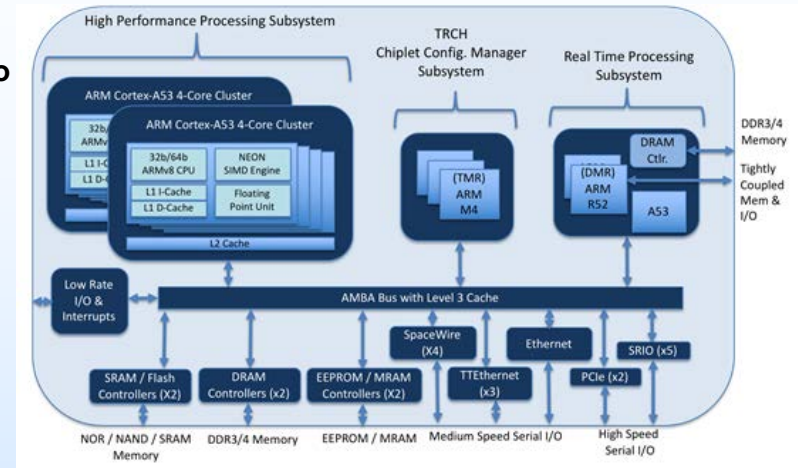 High Performance Processing Subsystem
TRCH
Chiplet Config. Manager
Subsystem
Real Time Processing
Subsystem
ARM Cortex-A53 4-Core Cluster
32b/
ARMv
L1 I-C
L1 D-C
ARM Cortex-A53 4-Core Cluster
32b/64b
ARMv8 CPU
NEON
SIMD Engine
L1 I-Cache
L1 D-Cache
Floating
Point Unit
L2 Cache
(TMR)
ARM
M4
DRAM
Ctlr.
(DMR)
ARM
R52
A53
DDR3/4
Memory
Tightly
Coupled
Mem &
I/O
Low Rate
I/O &
Interrupts
AMBA Bus with Level 3 Cache
SpaceWire
(X4)
Ethernet
SRIO (x5)
SRAM / Flash
Controllers (X2)
DRAM
Controllers (x2)
EEPROM / MRAM
Controllers (X2)
TTEthernet
(x3)
PCIe (x2)
NOR / NAND / SRAM
Memory
DDR3/4 Memory
EEPROM / MRAM
Medium Speed Serial I/O
High Speed
Serial I/O